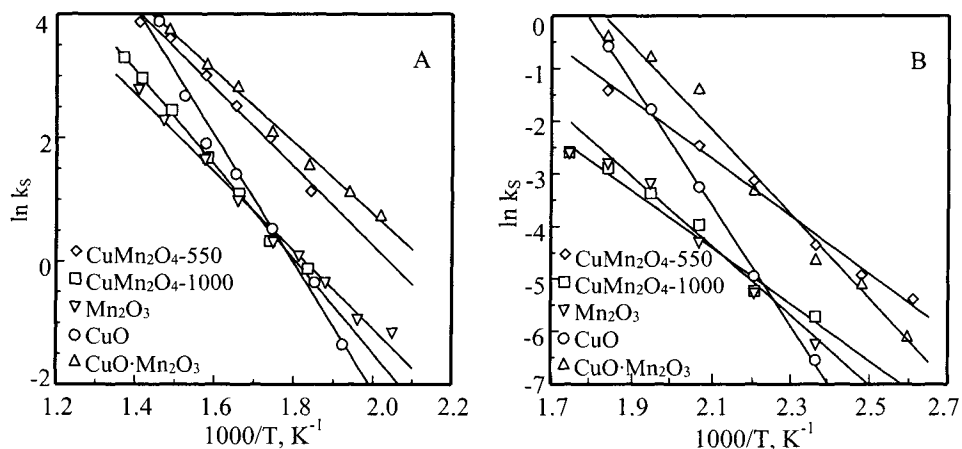 4
2
0
-2
ln kS
A
CuMn2O4-550
CuMn2O4-1000
Mn2O3
CuO
CuO·Mn2O3
1.2 1.4 1.6 1.8 2.0 2.2
1000/T, K-1
-0
-1
-2
-3
-4
-5
-6
-7
ln kS
B
CuMn2O4-550
CuMn2O4-1000
Mn2O3
CuO
CuO·Mn2O3
1.7 1.9 2.1 2.3 2.5 2.7
1000/T, K-1